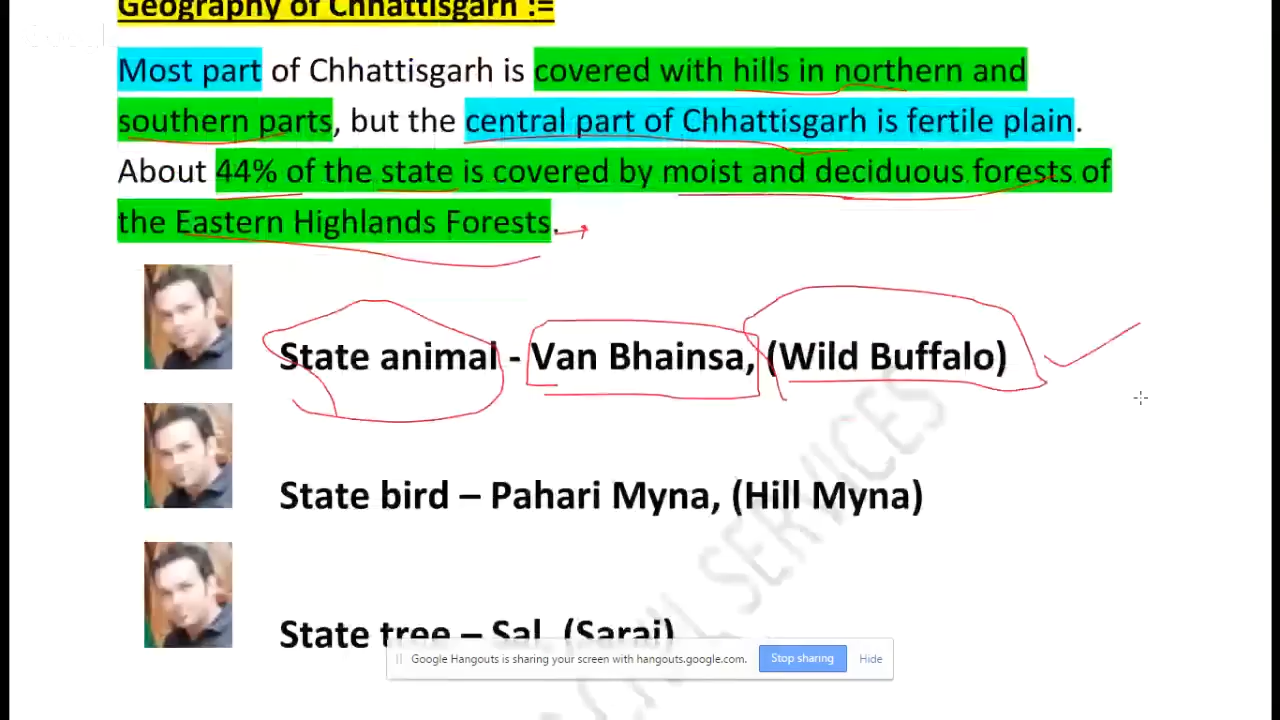 Geography of Chhattisgarh :=
Most part of Chhattisgarh is covered with hills in northern and
southern parts, but the central part of Chhattisgarh is fertile plain.
About 44% of the state is covered by moist and deciduous forests of
the Eastern Highlands Forests.
State animal - Van Bhainsa, (Wild Buffalo)
State bird – Pahari Myna, (Hill Myna)
State tree – Sal, (Sarai)
Google Hangouts is sharing your screen with hangouts.google.com. Stop sharing Hide
SERVICES